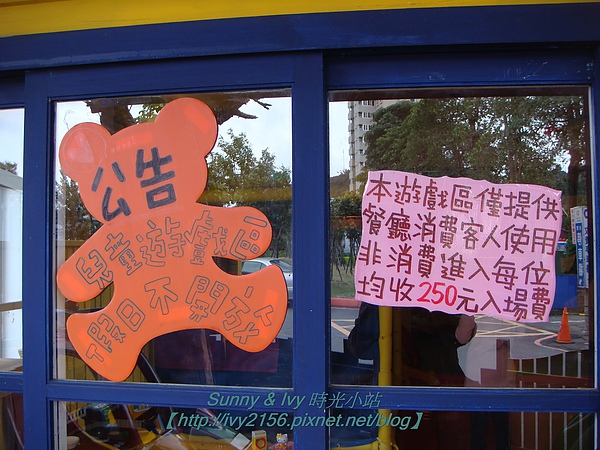 公告
兒童遊戲區
假日不開放
本遊戲區僅提供
餐廳消費客人使用
非消費進入每位
均收250元入場費
Sunny & Ivy 時光小站
【http://ivy2156.pixnet.net/blog】